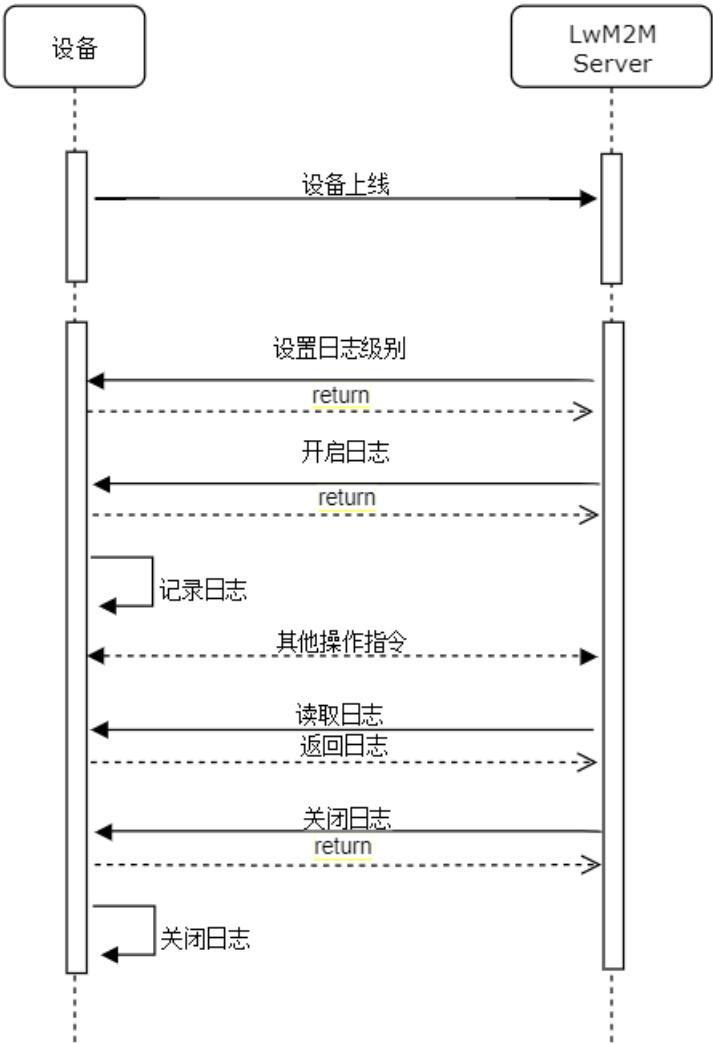 设备
LwM2M
Server
设备上线
设置日志级别
return
开启日志
return
记录日志
其他操作指令
读取日志
返回日志
关闭日志
return
关闭日志